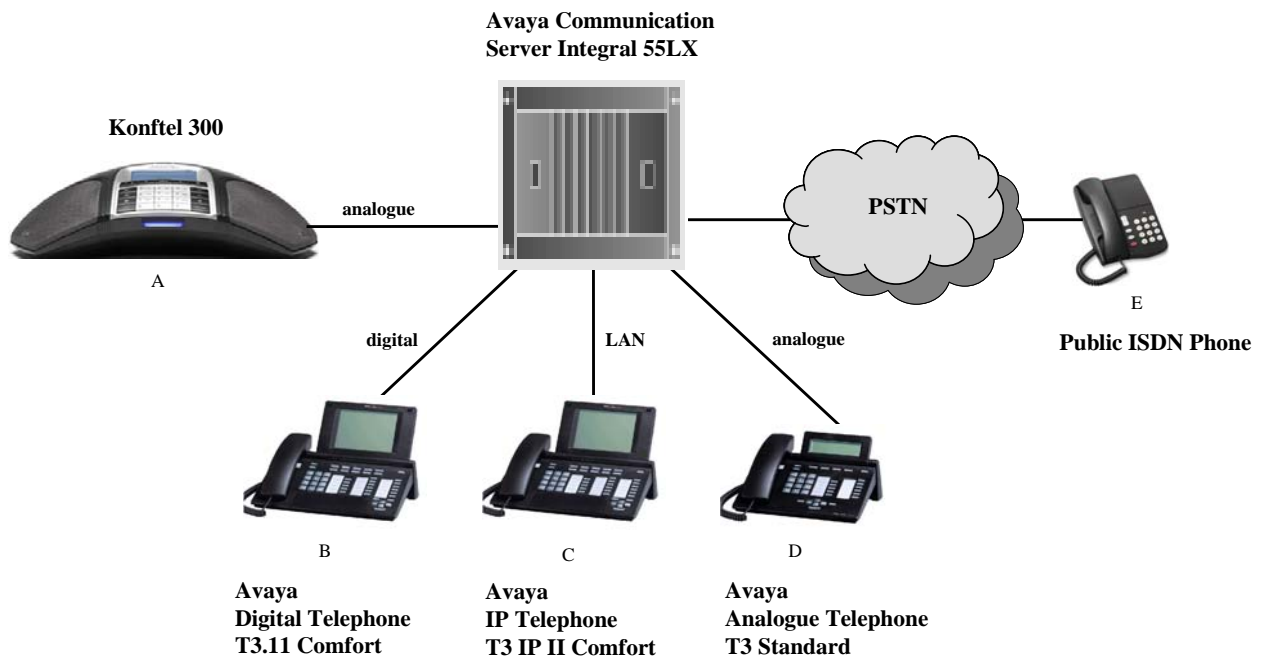 Avaya Communication
Server Integral 55LX
Konftel 300
analogue
PSTN
A
E
digital
LAN
analogue
Public ISDN Phone
B
C
D
Avaya
Digital Telephone
T3.11 Comfort
Avaya
IP Telephone
T3 IP II Comfort
Avaya
Analogue Telephone
T3 Standard